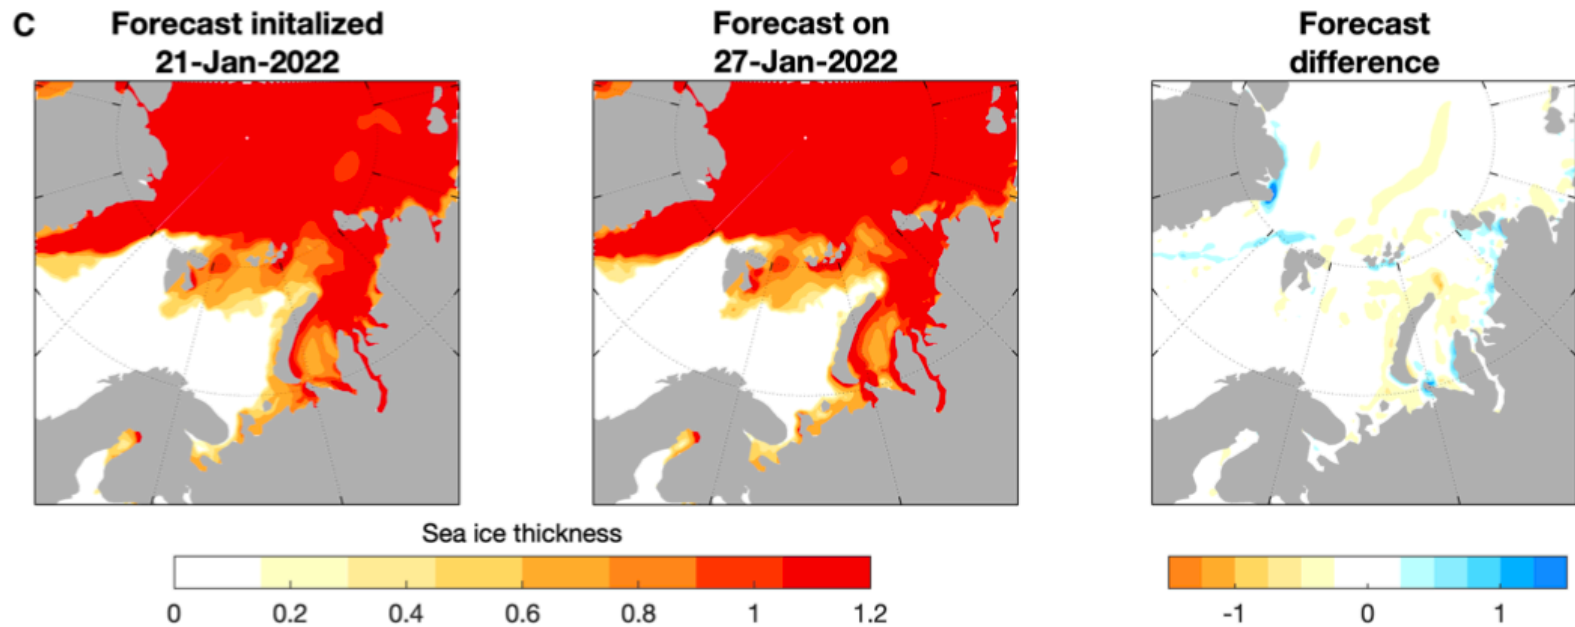 C
Forecast initalized
21-Jan-2022
Forecast on
27-Jan-2022
Forecast
difference
Sea ice thickness
0 0.2 0.4 0.6 0.8 1 1.2
-1 0 1